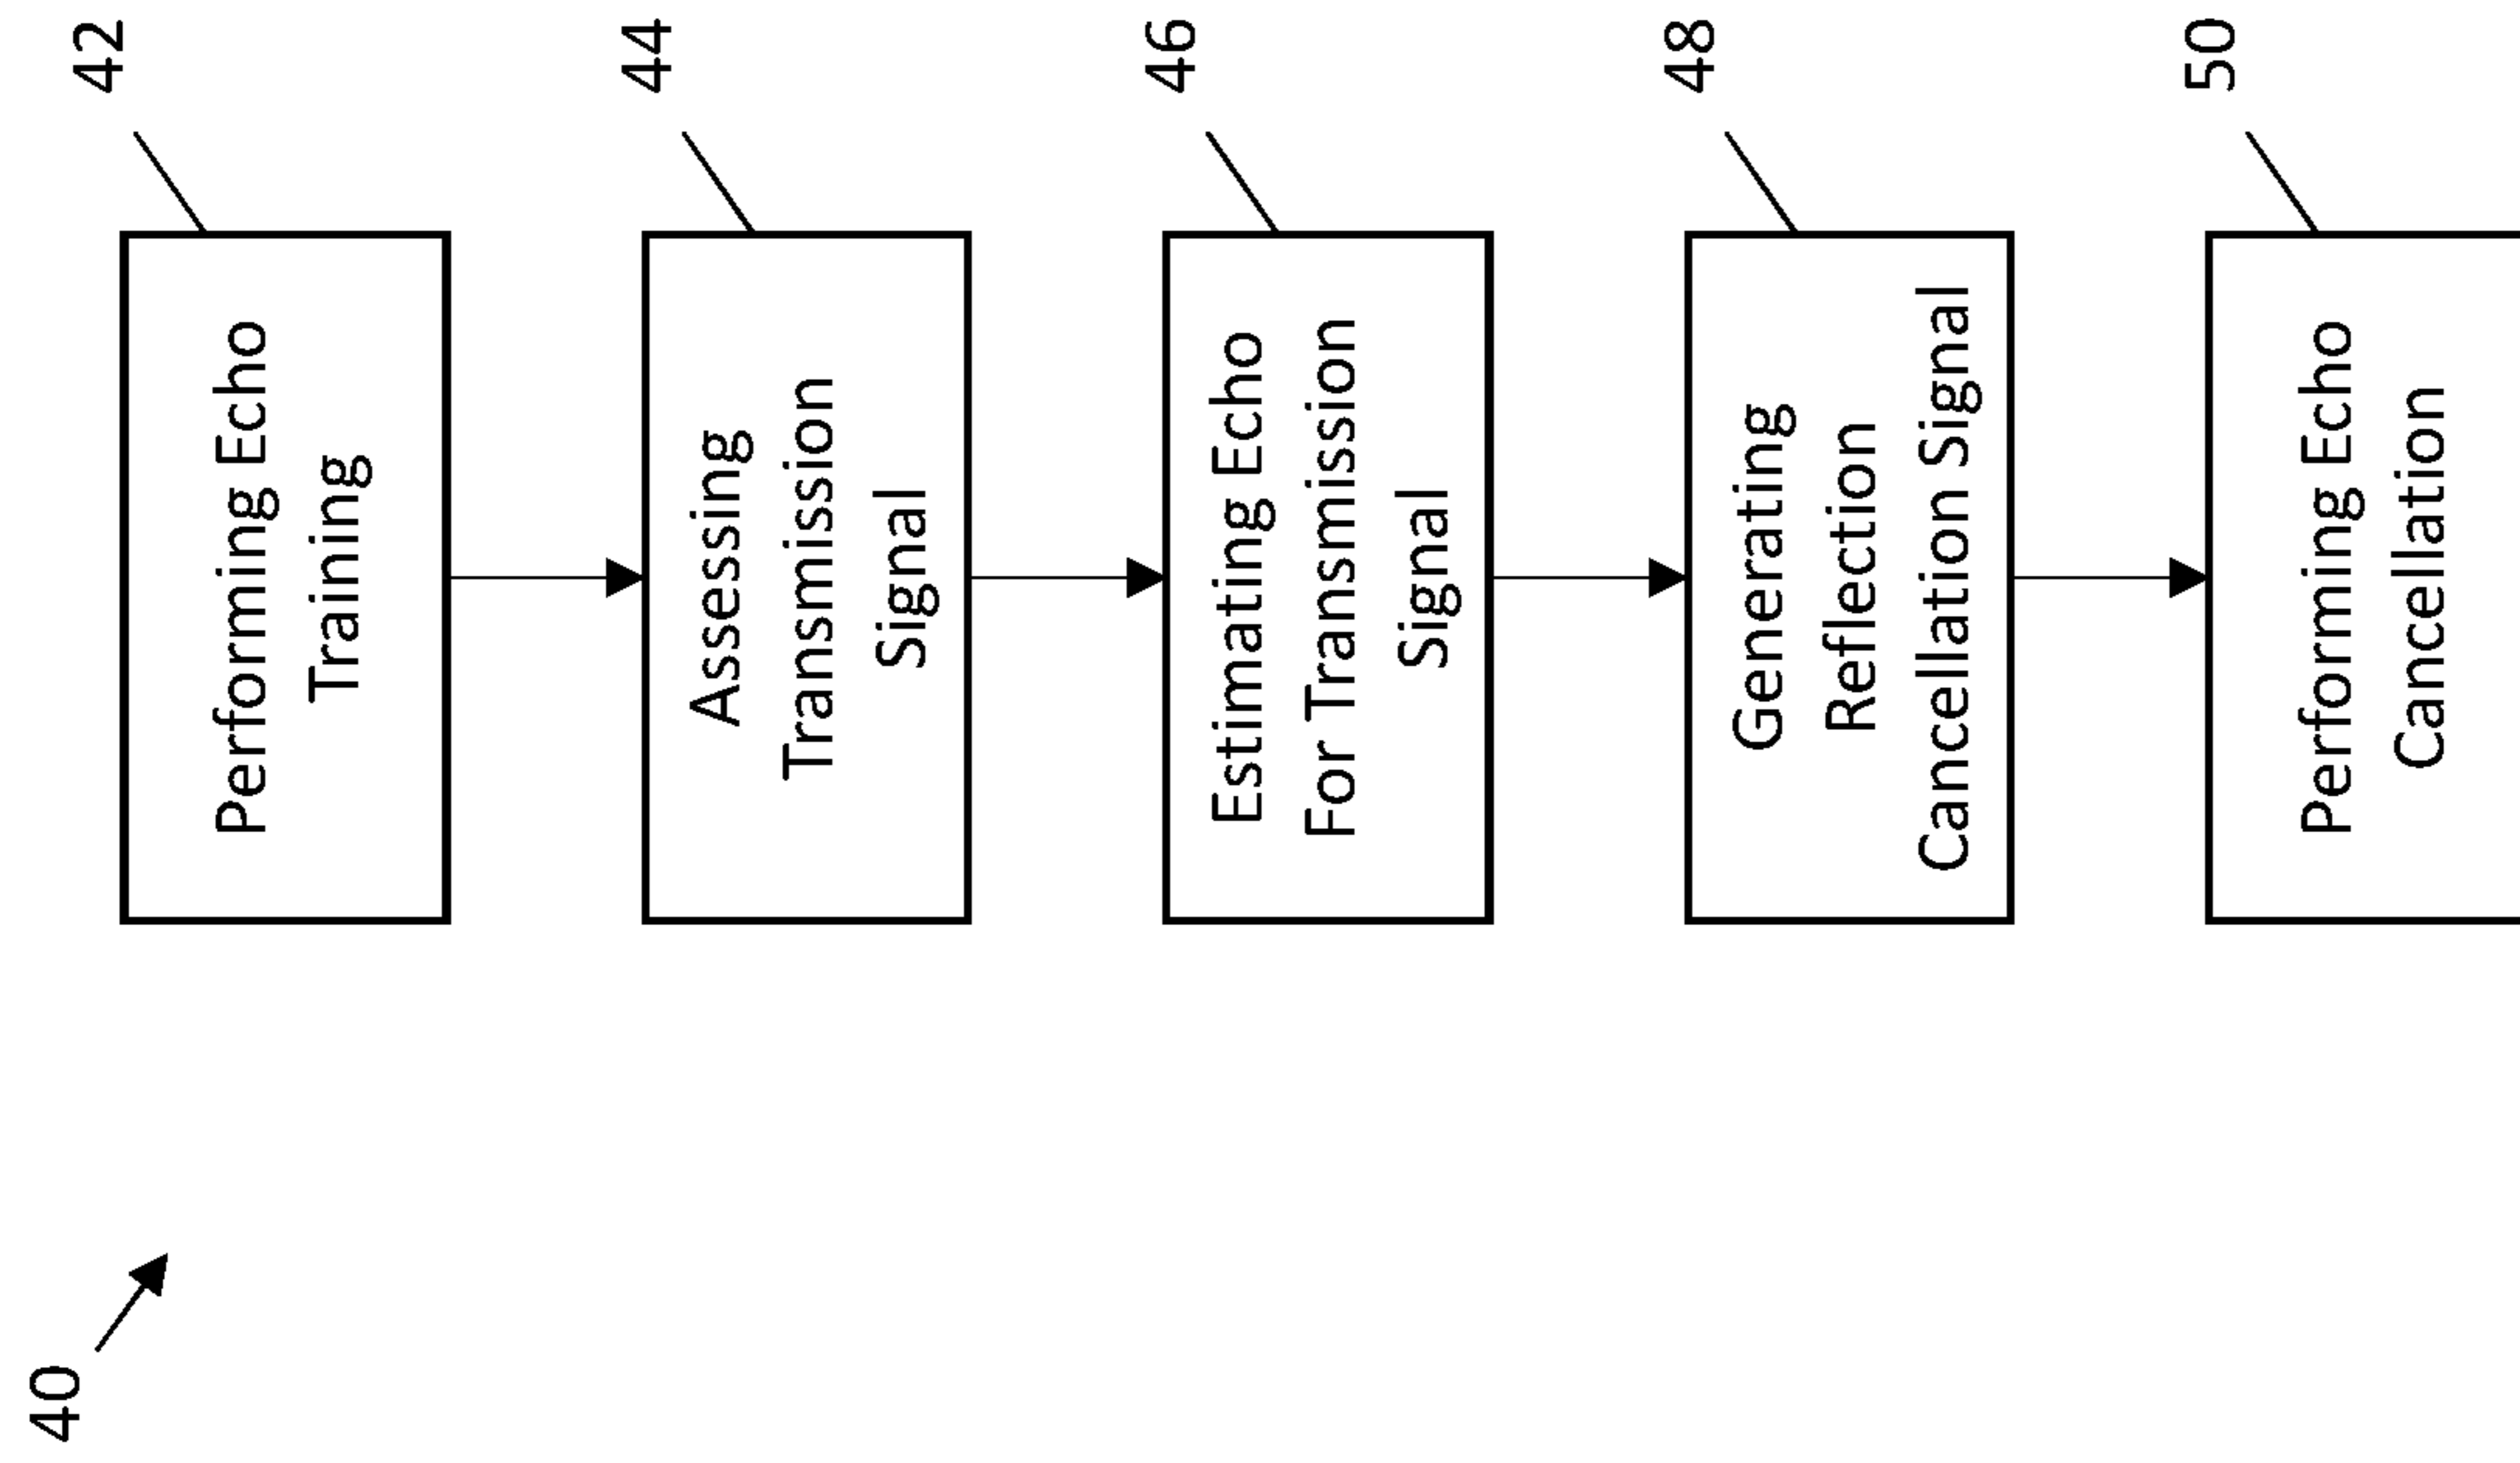 40
42
Performing Echo
Training
44
Assessing
Transmission
Signal
46
Estimating Echo
For Transmission
Signal
48
Generating
Reflection
Cancellation Signal
50
Performing Echo
Cancellation